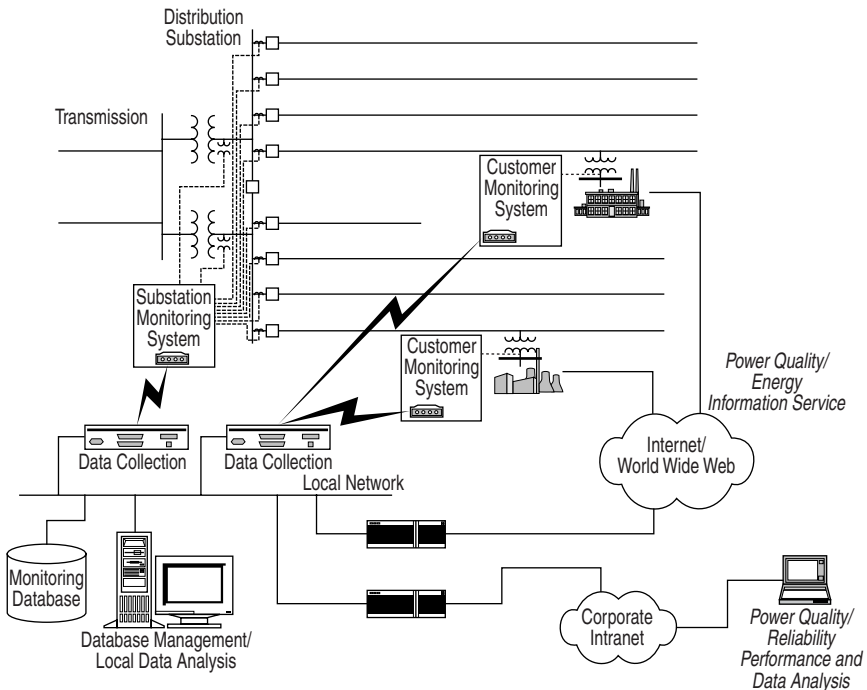 Distribution
Substation
Transmission
Customer
Monitoring
System
Substation
Monitoring
System
Customer
Monitoring
System
Power Quality/
Energy
Information Service
Data Collection
Data Collection
Internet/
World Wide Web
Local Network
Monitoring
Database
Database Management/
Local Data Analysis
Corporate
Intranet
Power Quality/
Reliability
Performance and
Data Analysis